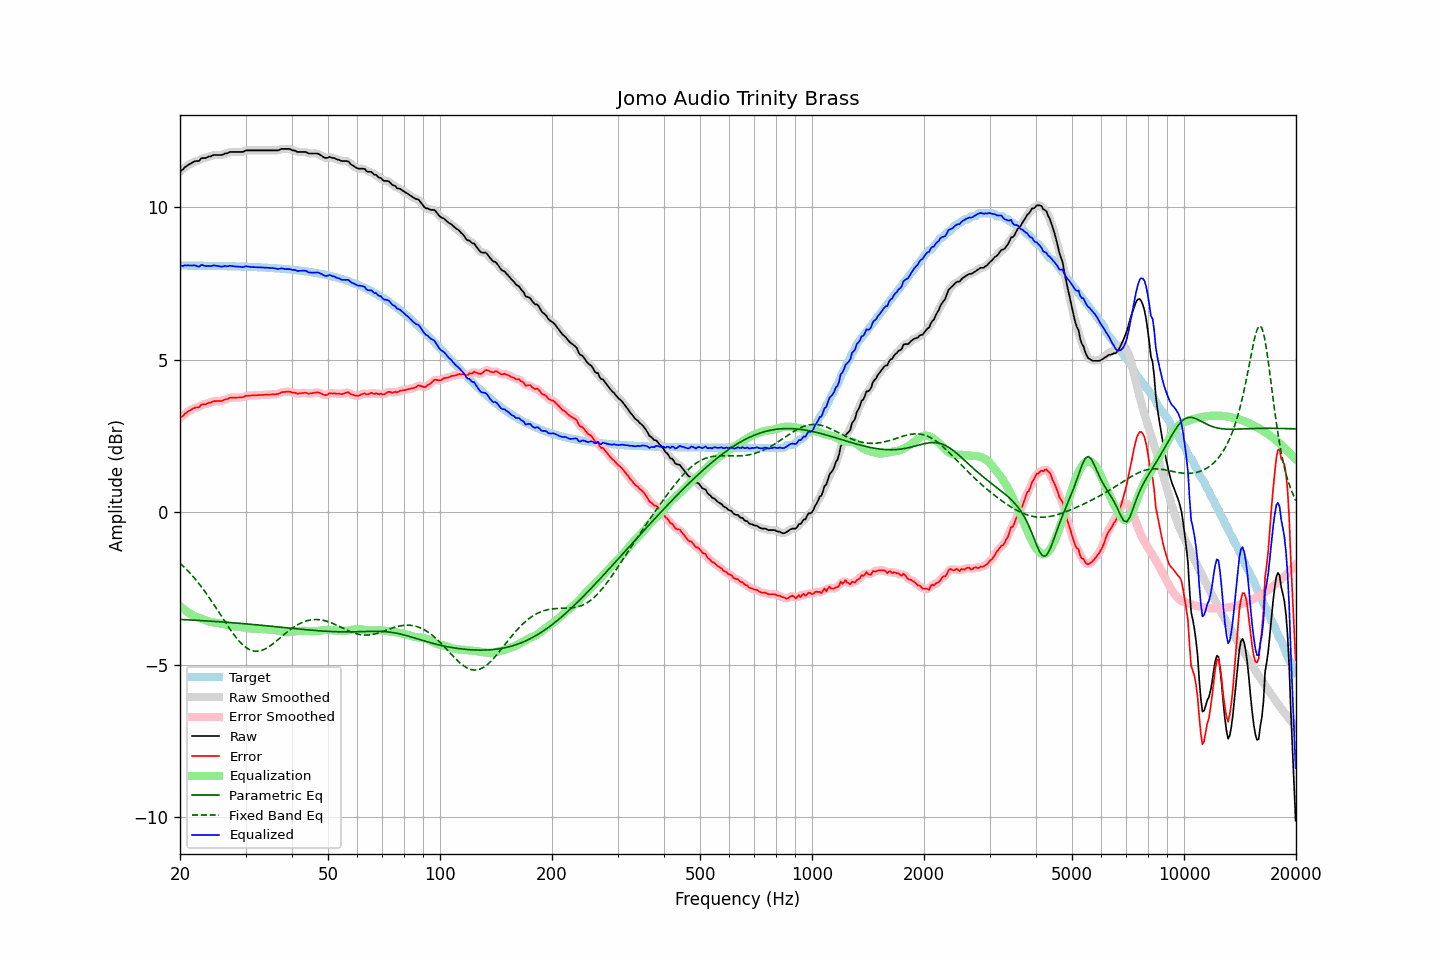 Jomo Audio Trinity Brass
Amplitude (dBr)
10
5
0
−5
−10
Target
Raw Smoothed
Error Smoothed
Raw
Error
Equalization
Parametric Eq
Fixed Band Eq
Equalized
20 50 100 200 500 1000 2000 5000 10000 20000
Frequency (Hz)